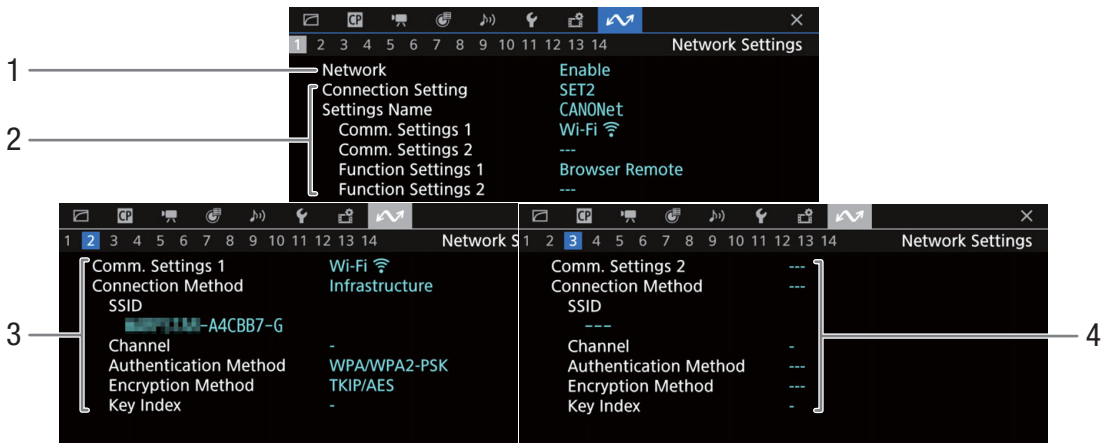 CP
1 2 3 4 5 6 7 8 9 10 11 12 13 14 Network Settings
1
Network Enable
Connection Setting SET2
Settings Name CANONet
2
Comm. Settings 1 Wi-Fi
Comm. Settings 2 ---
Function Settings 1 Browser Remote
Function Settings 2 ---
CP
1 2 3 4 5 6 7 8 9 10 11 12 13 14 Network S
Comm. Settings 1 Wi-Fi
Connection Method Infrastructure
SSID
-A4CBB7-G
3
Channel -
Authentication Method WPA/WPA2-PSK
Encryption Method TKIP/AES
Key Index -
CP
1 2 3 4 5 6 7 8 9 10 11 12 13 14 Network Settings
Comm. Settings 2 ---
Connection Method ---
SSID
---
4
Channel -
Authentication Method ---
Encryption Method ---
Key Index -